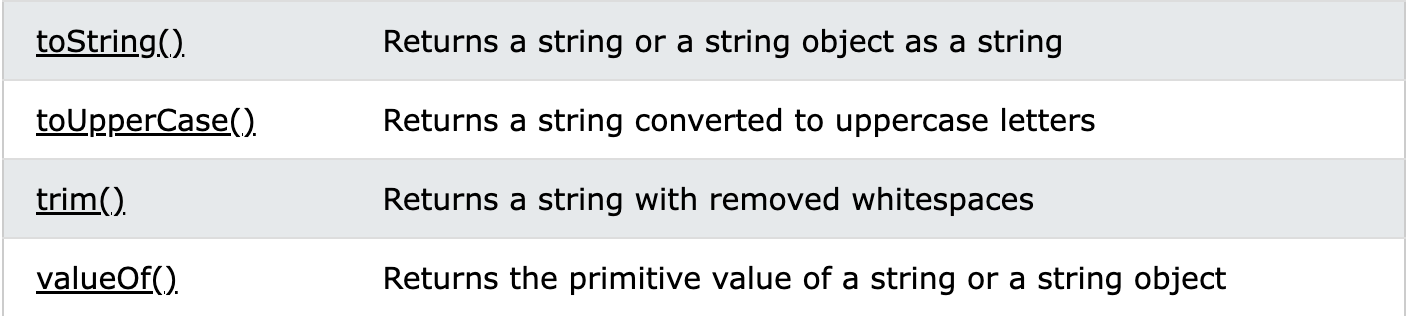 toString() Returns a string or a string object as a string
toUpperCase() Returns a string converted to uppercase letters
trim() Returns a string with removed whitespaces
valueOf() Returns the primitive value of a string or a string object